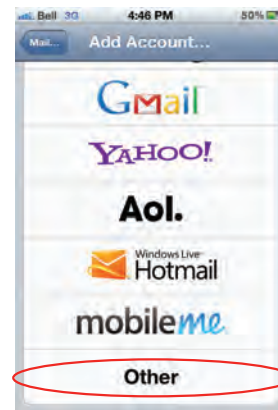 Bell 3G 4:46 PM 50%
Mail... Add Account...
Gmail
YAHOO!
Aol.
Windows Live
Hotmail
mobileme
Other